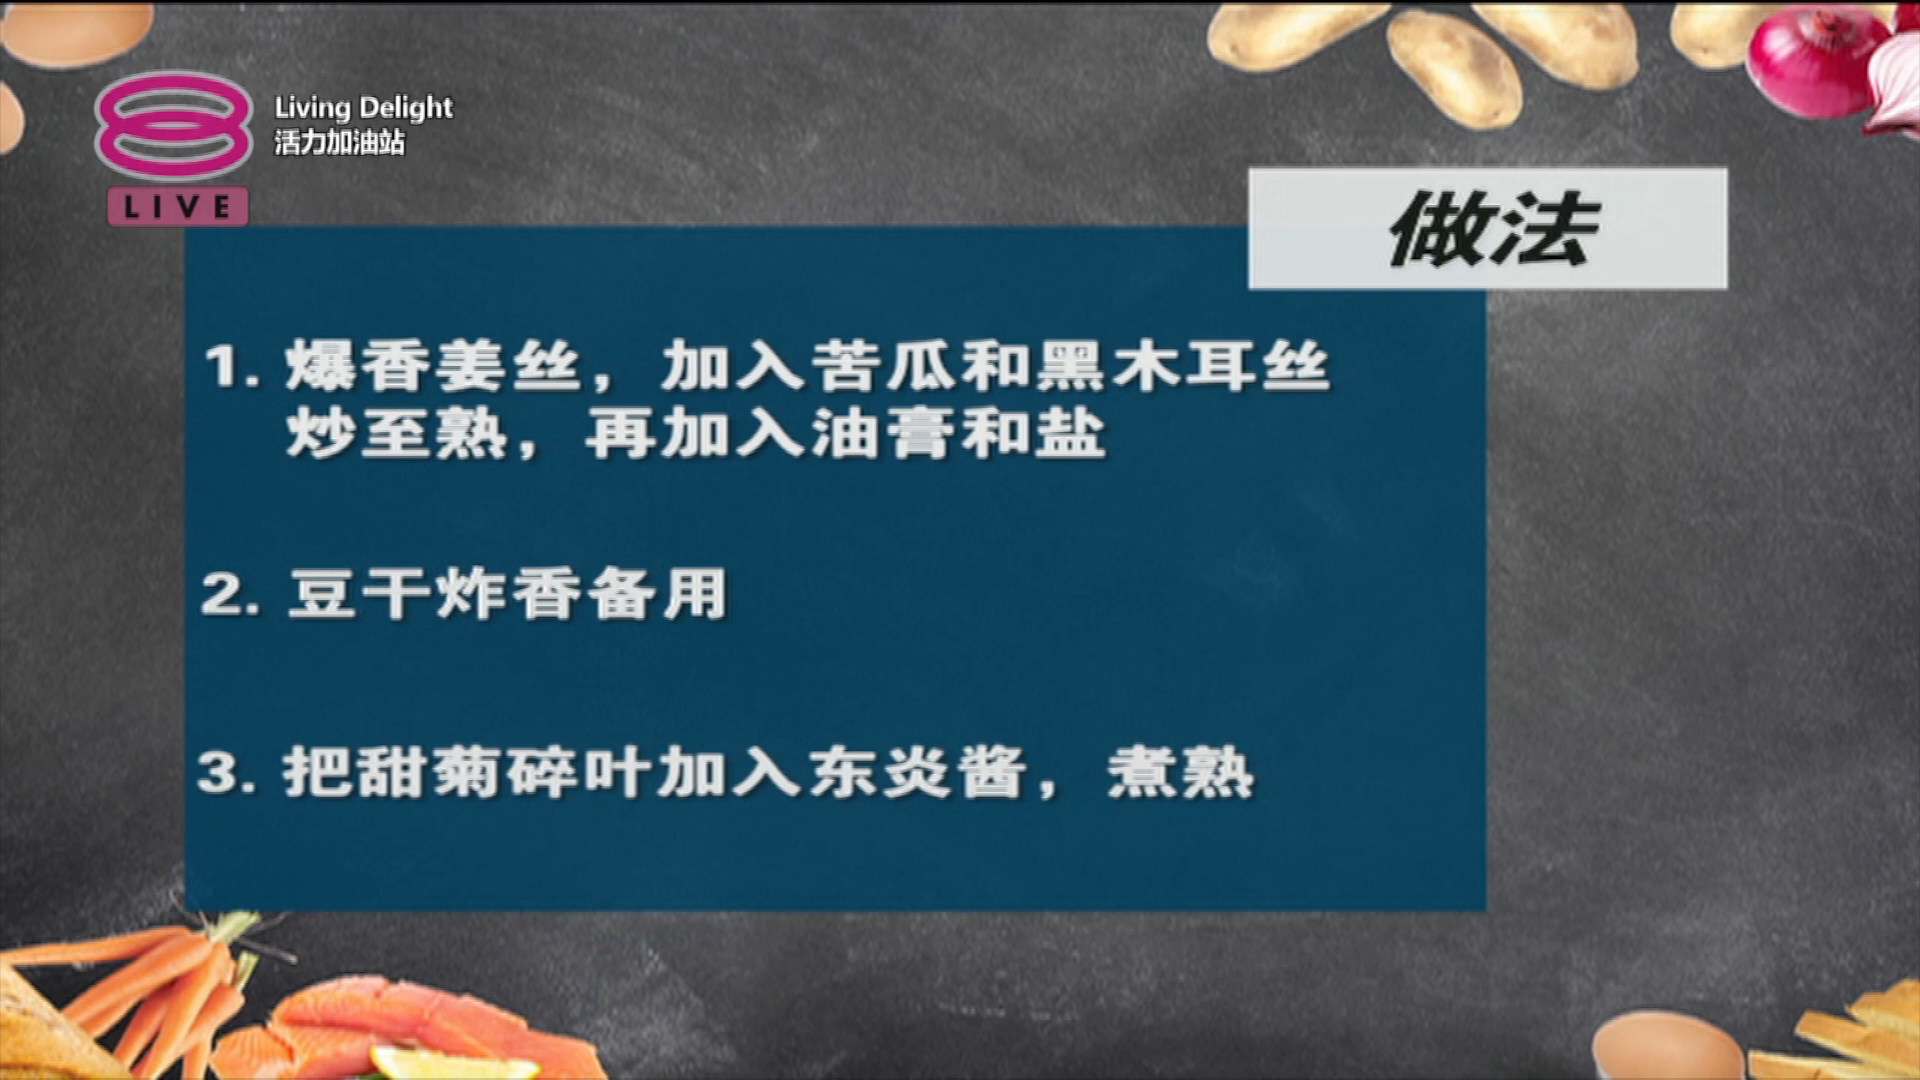 Living Delight
活力加油站
LIVE
做法
1. 爆香姜丝，加入苦瓜和黑木耳丝
炒至熟，再加入油膏和盐
2. 豆干炸香备用
3. 把甜菊碎叶加入东炎酱，煮熟